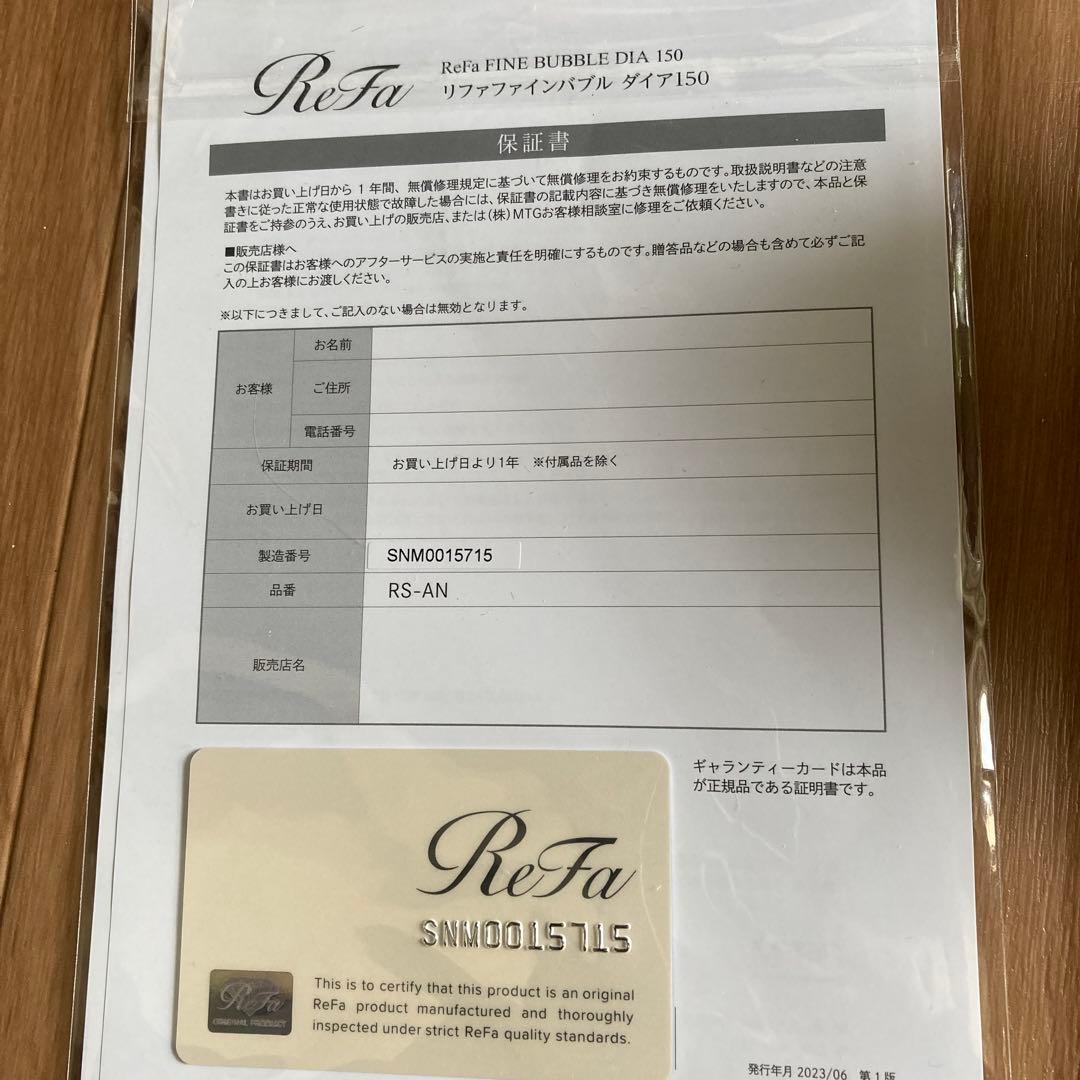 ReFa
ReFa FINE BUBBLE DIA 150
リファファインバブル ダイア150
保証書
本書はお買い上げ日から 1 年間、無償修理規定に基づいて無償修理をお約束するものです。取扱説明書などの注意
書きに従った正常な使用状態で故障した場合には、保証書の記載内容に基づき無償修理をいたしますので、本品と保
証書をご持参のうえ、お買い上げの販売店、または(株)MTGお客様相談室に修理をご依頼ください。
■販売店様へ
この保証書はお客様へのアフターサービスの実施と責任を明確にするものです。贈答品などの場合も含めて必ずご記
入の上お客様にお渡しください。
※以下につきまして、ご記入のない場合は無効となります。
お客様
お名前
ご住所
電話番号
保証期間 お買い上げ日より1年 ※付属品を除く
お買い上げ日
製造番号 SNM0015715
品番 RS-AN
販売店名
ギャランティーカードは本品
が正規品である証明書です。
ReFa
SNM0015715
ReFa
ORIGINAL PRODUCT
This is to certify that this product is an original
ReFa product manufactured and thoroughly
inspected under strict ReFa quality standards.
発行年月 2023/06 第1版